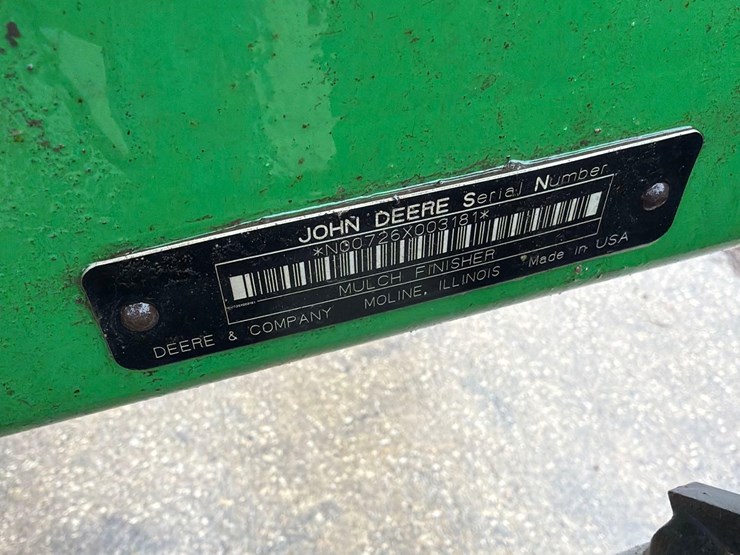 JOHN DEERE Serial Number
*N00726X003181*
MULCH FINISHER
DEERE & COMPANY MOLINE, ILLINOIS Made in USA